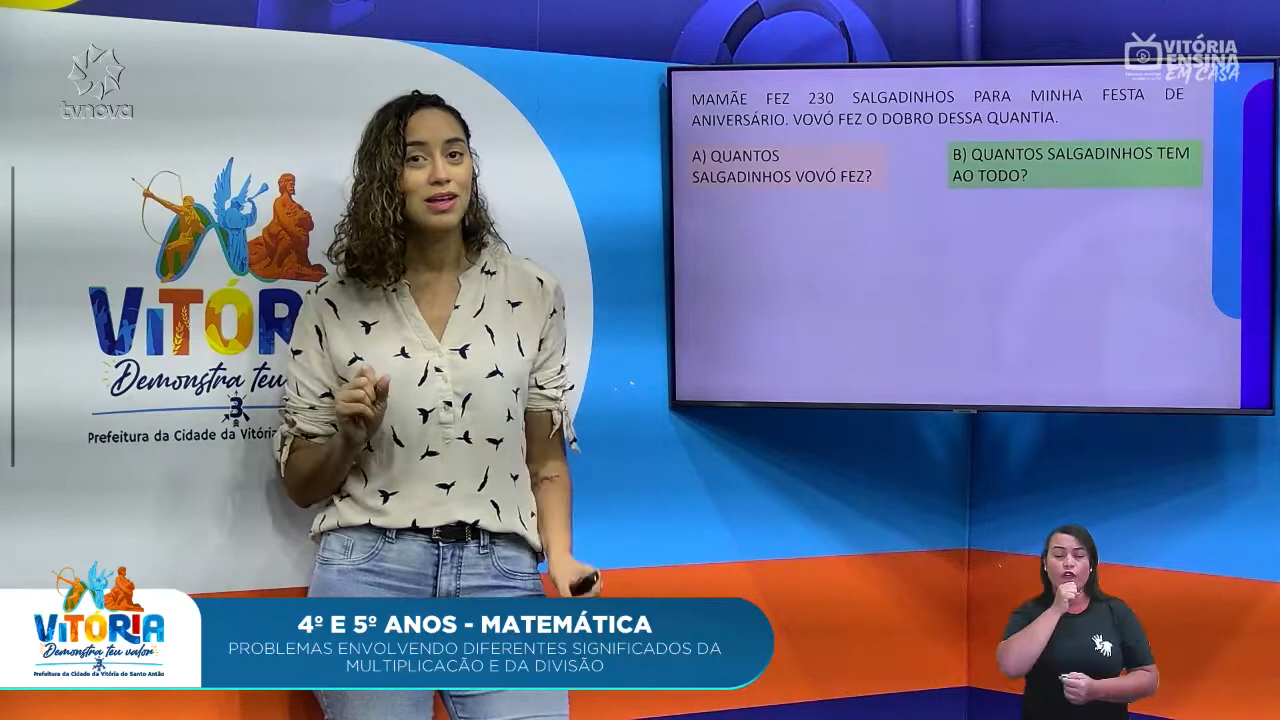 tvnova
VITÓRIA
ENSINA
EM CASA
MAMÃE FEZ 230 SALGADINHOS PARA MINHA FESTA DE
ANIVERSÁRIO. VOVÓ FEZ O DOBRO DESSA QUANTIA.
A) QUANTOS
SALGADINHOS VOVÓ FEZ?
B) QUANTOS SALGADINHOS TEM
AO TODO?
VITÓR
Demonstra teu
Prefeitura da Cidade da Vitória
VITÓRIA
Demonstra teu valor
Prefeitura da Cidade da Vitória de Santo Antão
4º E 5º ANOS - MATEMÁTICA
PROBLEMAS ENVOLVENDO DIFERENTES SIGNIFICADOS DA
MULTIPLICAÇÃO E DA DIVISÃO